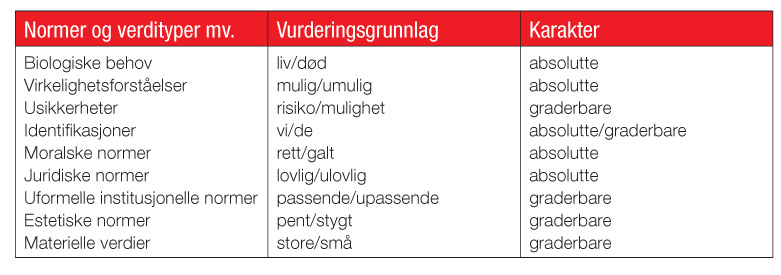 Normer og verdityper mv. Vurderingsgrunnlag Karakter
Biologiske behov liv/død absolutte
Virkelighetsforståelser mulig/umulig absolutte
Usikkerheter risiko/mulighet graderbare
Identifikasjoner vi/de absolutte/graderbare
Moralske normer rett/galt absolutte
Juridiske normer lovlig/ulovlig absolutte
Uformelle institusjonelle normer passende/upassende graderbare
Estetiske normer pent/stygt graderbare
Materielle verdier store/små graderbare